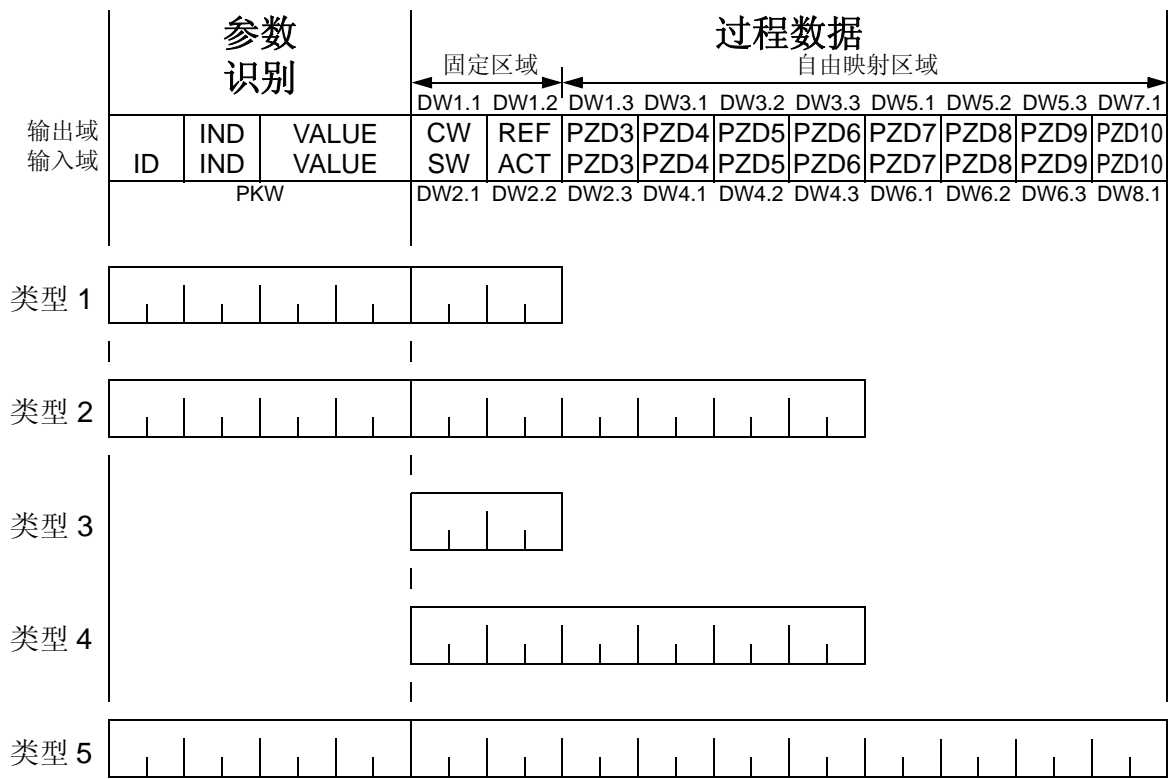 参数
识别
过程数据
固定区域 自由映射区域
DW1.1 DW1.2 DW1.3 DW3.1 DW3.2 DW3.3 DW5.1 DW5.2 DW5.3 DW7.1
输出域 IND VALUE CW REF PZD3 PZD4 PZD5 PZD6 PZD7 PZD8 PZD9 PZD10
输入域 ID IND VALUE SW ACT PZD3 PZD4 PZD5 PZD6 PZD7 PZD8 PZD9 PZD10
PKW DW2.1 DW2.2 DW2.3 DW4.1 DW4.2 DW4.3 DW6.1 DW6.2 DW6.3 DW8.1
类型 1
类型 2
类型 3
类型 4
类型 5